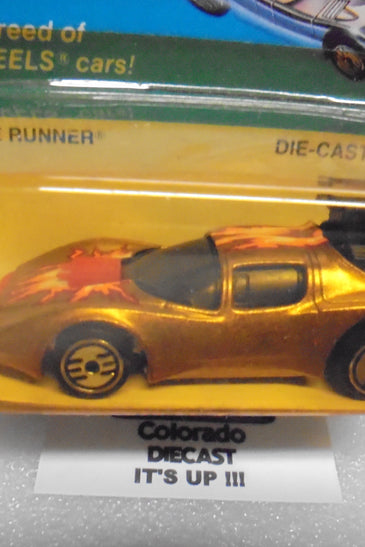 reed of
EELS® cars!
E RUNNER®
DIE-CAST
Colorado
DIECAST
IT'S UP !!!